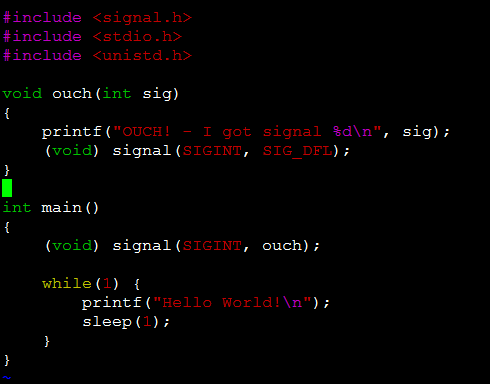 #include <signal.h>
#include <stdio.h>
#include <unistd.h>

void ouch(int sig)
{
    printf("OUCH! - I got signal %d\n", sig);
    (void) signal(SIGINT, SIG_DFL);
}

int main()
{
    (void) signal(SIGINT, ouch);

    while(1) {
        printf("Hello World!\n");
        sleep(1);
    }
}
~